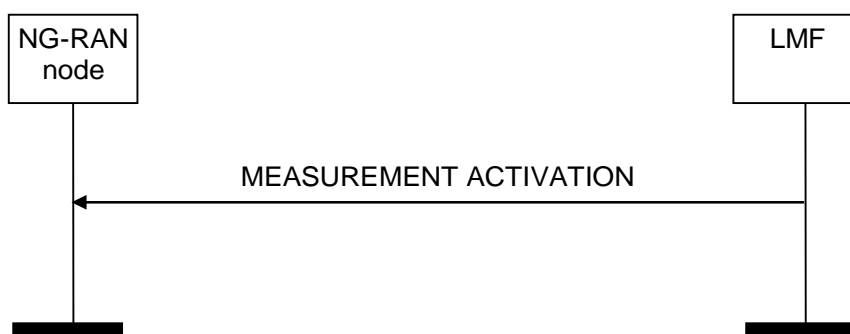 NG-RAN
node
LMF
MEASUREMENT ACTIVATION